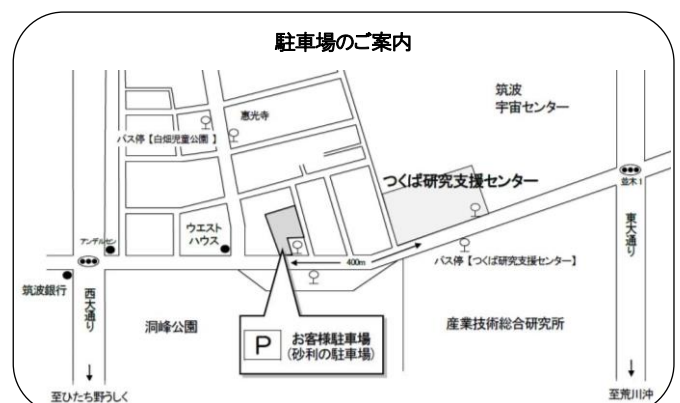 駐車場のご案内
筑波
宇宙センター
恵光寺
バス停【白畑児童公園】
つくば研究支援センター
並木1
ウエスト
ハウス
アンデルセン
400m
バス停【つくば研究支援センター】
東大通り
筑波銀行
西大通り
洞峰公園
産業技術総合研究所
P
お客様駐車場
(砂利の駐車場)
至ひたち野うしく
至荒川沖